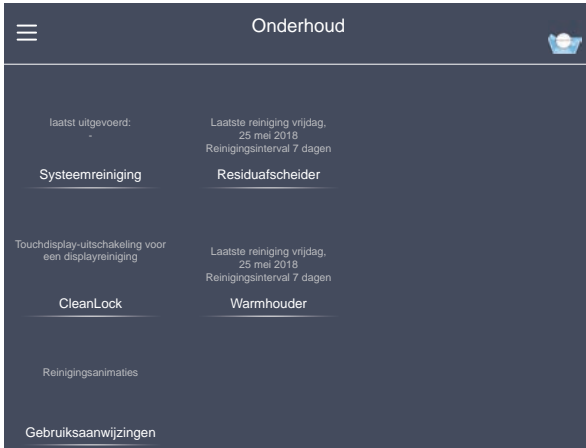 Onderhoud
laatst uitgevoerd:
-
Systeemreiniging
Laatste reiniging vrijdag,
25 mei 2018
Reinigingsinterval 7 dagen
Residuafscheider
Touchdisplay-uitschakeling voor
een displayreiniging
CleanLock
Laatste reiniging vrijdag,
25 mei 2018
Reinigingsinterval 7 dagen
Warmhouder
Reinigingsanimaties
Gebruiksaanwijzingen